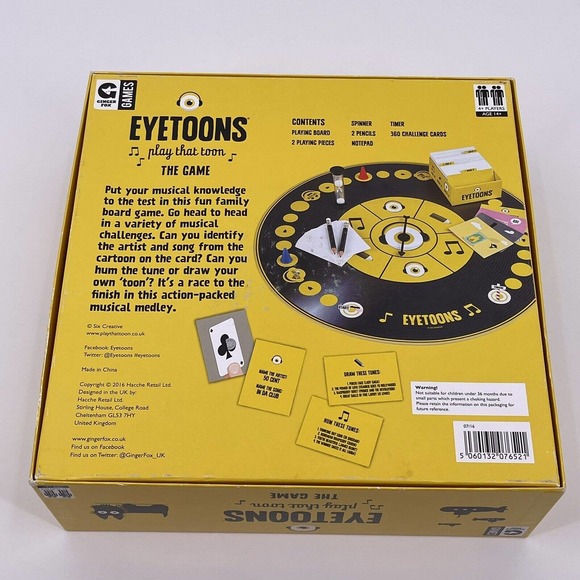 GINGER
FOX
GAMES
EYETOONS
play that toon
THE GAME
Put your musical knowledge
to the test in this fun family
board game. Go head to head
in a variety of musical
challenges. Can you identify
the artist and song from the
cartoon on the card? Can you
hum the tune or draw your
own 'toon'? It's a race to the
finish in this action-packed
musical medley.
© Six Creative
www.playthattoon.co.uk
Facebook: Eyetoons
Twitter: @Eyetoons #eyetoons
Made in China
Copyright © 2016 Hacche Retail Ltd.
Designed in the UK by:
Hacche Retail Ltd.
Stirling House, College Road
Cheltenham GL53 7HY
United Kingdom
www.gingerfox.co.uk
Find us on Facebook
Find us on Twitter: @GingerFox_UK
CONTENTS
PLAYING BOARD
2 PLAYING PIECES
SPINNER
2 PENCILS
NOTEPAD
TIMER
360 CHALLENGE CARDS
4+ PLAYERS
AGE 14+
EYETOONS
EYETOONS
NAME THE ARTIST:
50 CENT
NAME THE SONG:
IN DA CLUB
DRAW THESE TUNES:
HUM THESE TUNES:
Warning!
Not suitable for children under 36 months due to
small parts which present a choking hazard.
Please retain the information on this packaging for
future reference.
07/16
5 060132 076521
EYETOONS
play that toon
THE GAME